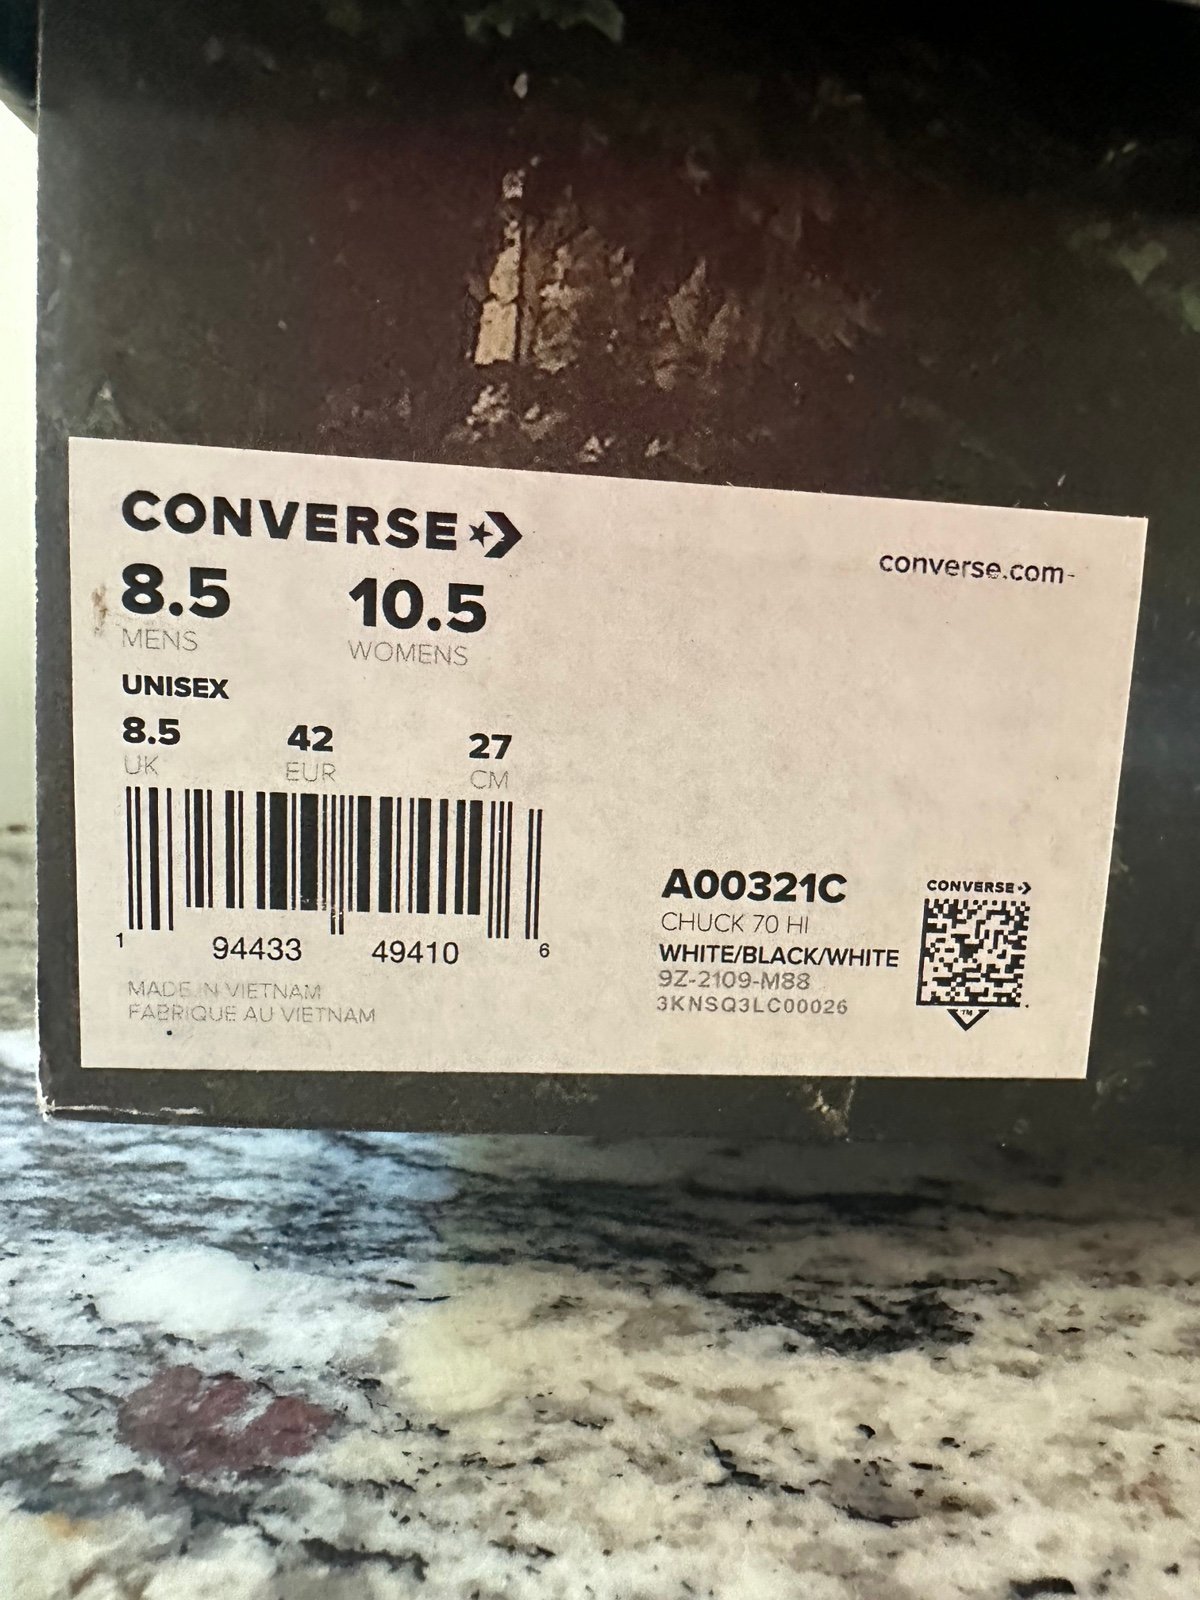 CONVERSE
converse.com
8.5 10.5
MENS WOMENS
UNISEX
8.5 42 27
UK EUR CM
1 94433 49410 6
MADE IN VIETNAM
FABRIQUE AU VIETNAM
A00321C
CHUCK 70 HI
WHITE/BLACK/WHITE
9Z-2109-M88
3KNSQ3LC00026
CONVERSE
TM